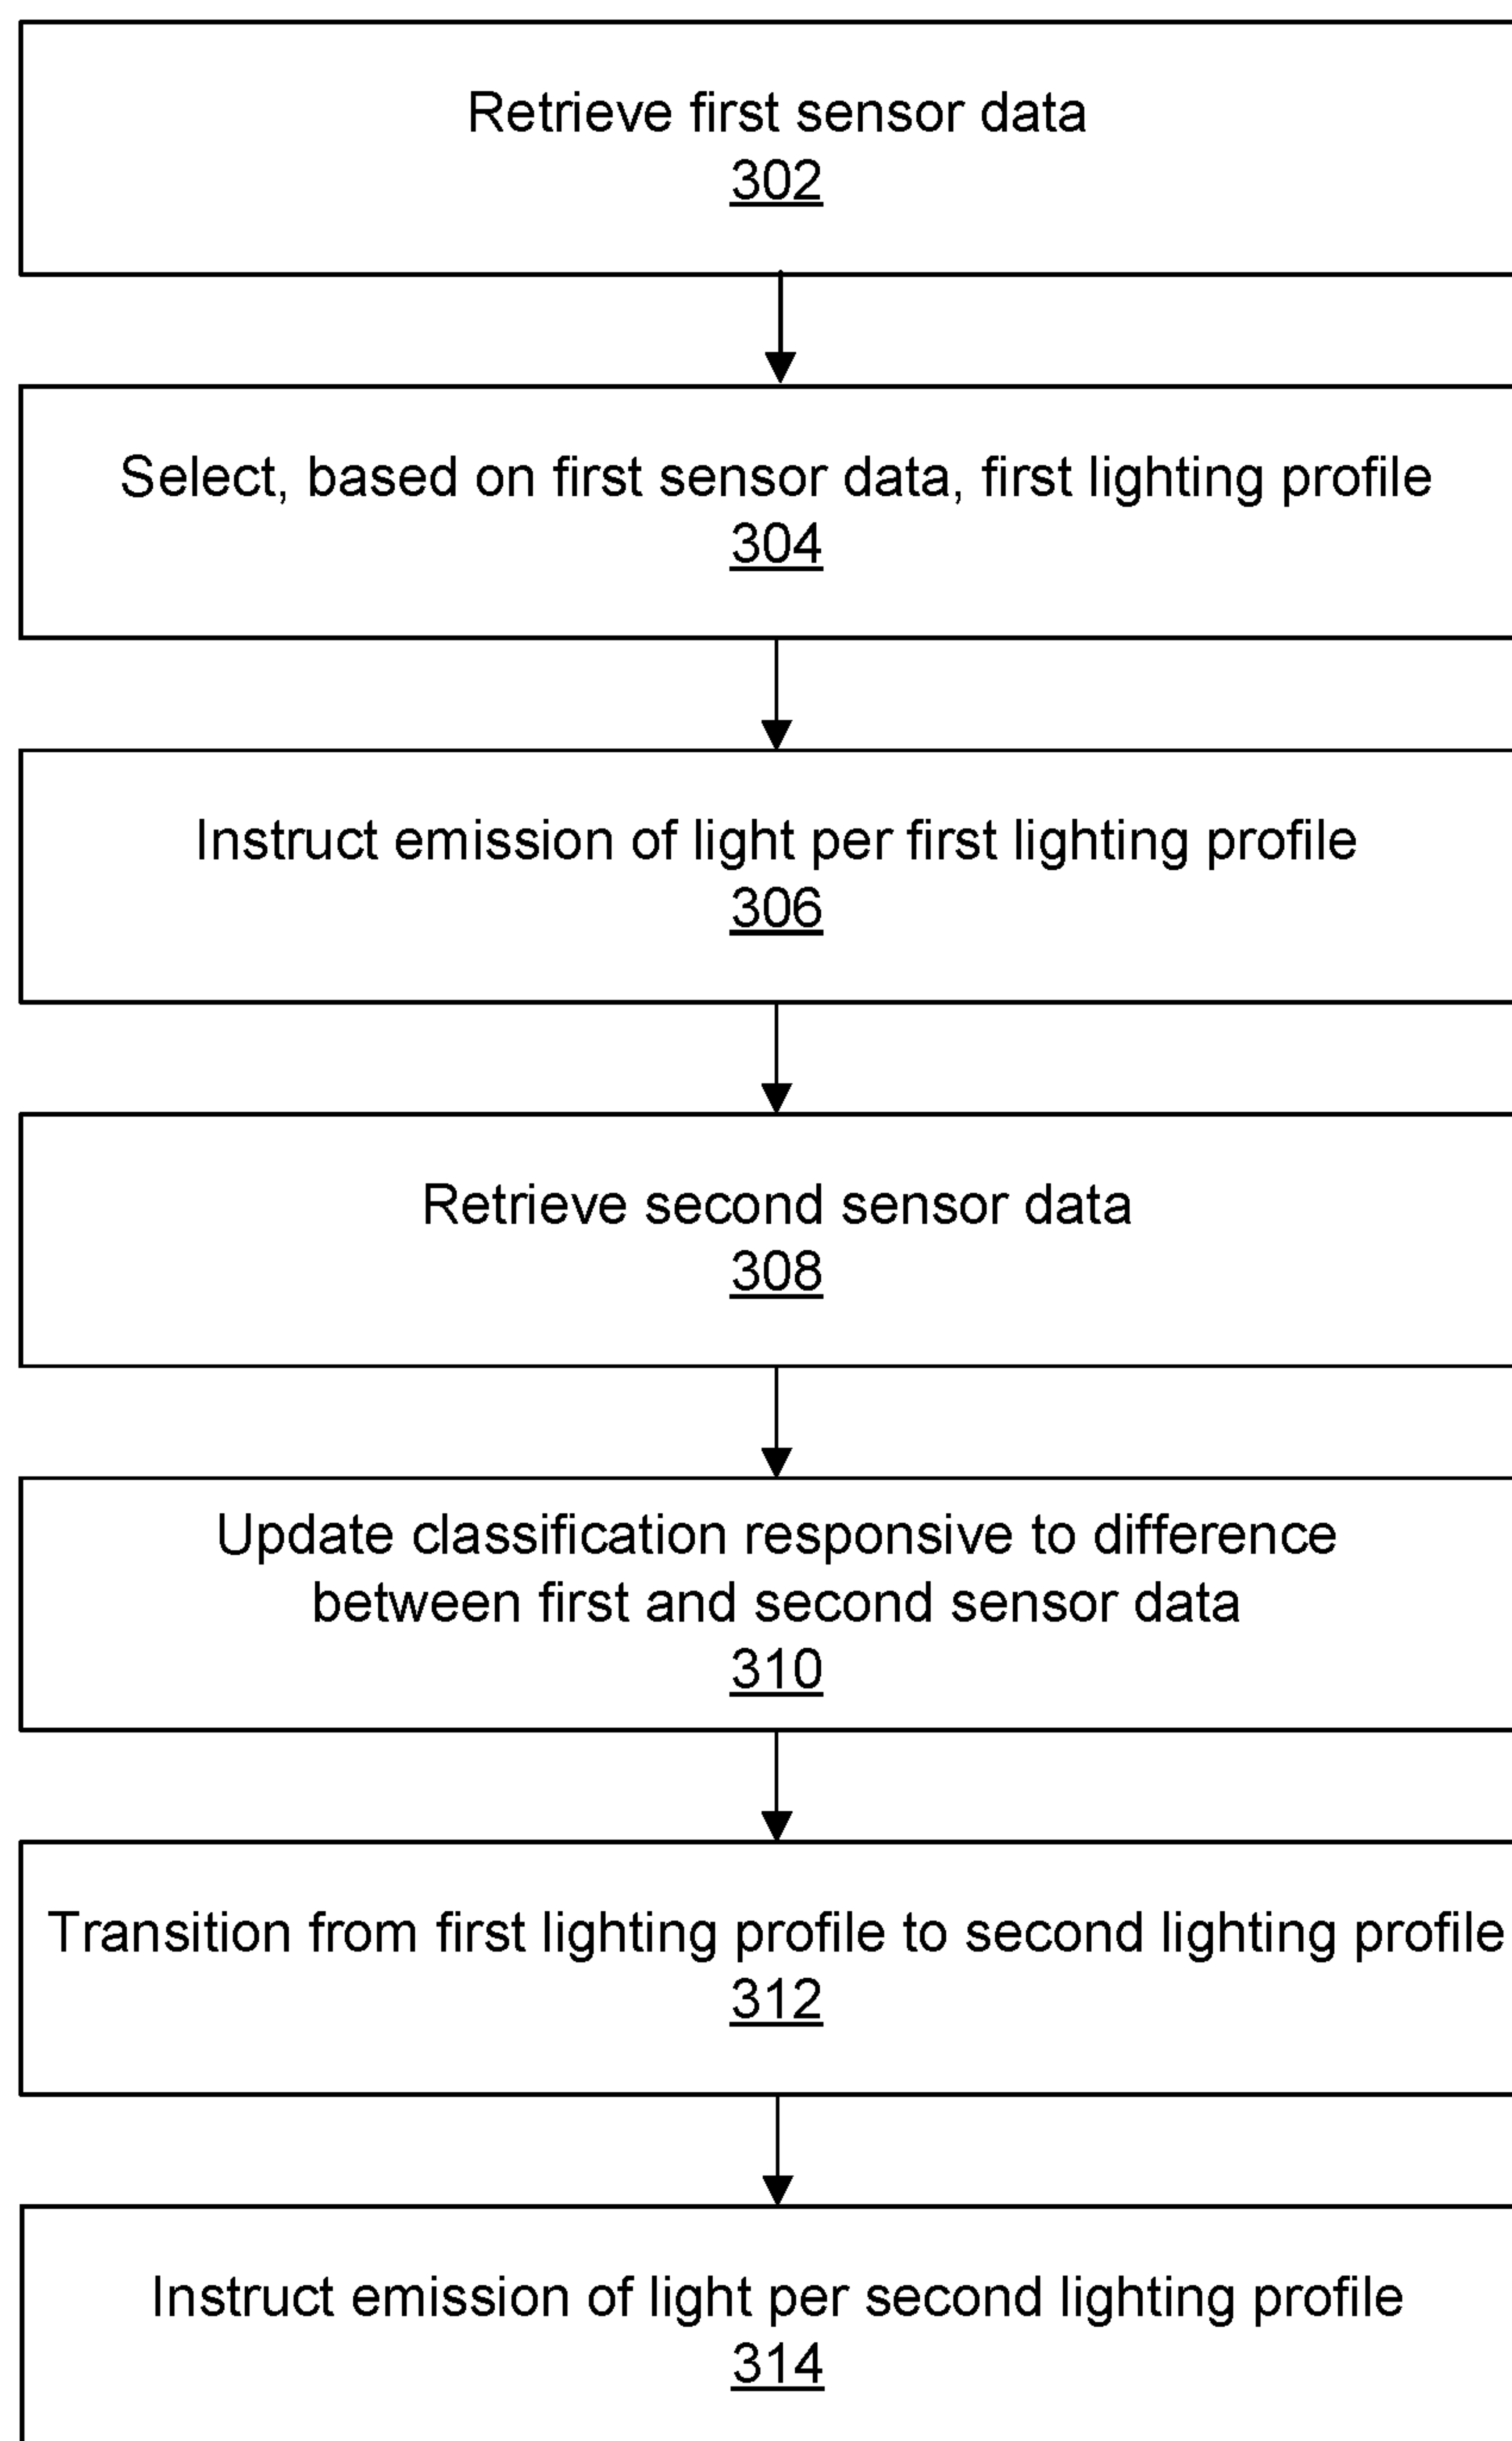 Retrieve first sensor data
302
Select, based on first sensor data, first lighting profile
304
Instruct emission of light per first lighting profile
306
Retrieve second sensor data
308
Update classification responsive to difference
between first and second sensor data
310
Transition from first lighting profile to second lighting profile
312
Instruct emission of light per second lighting profile
314